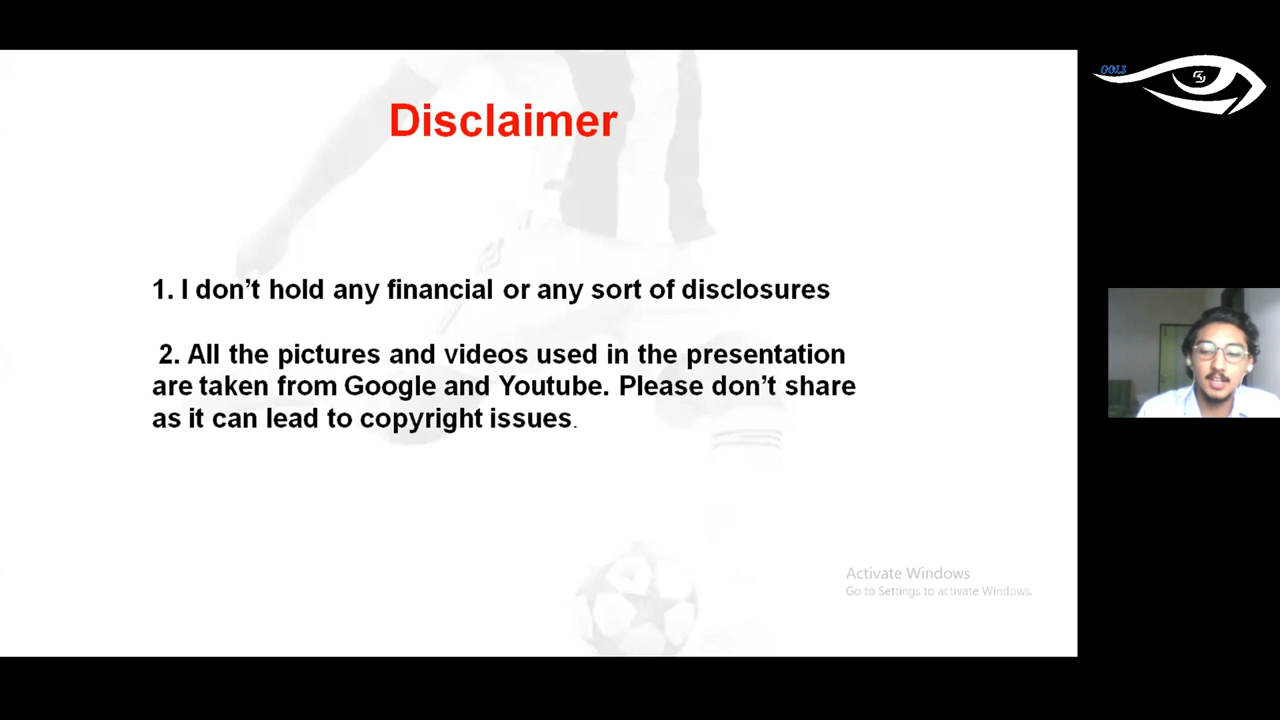 GOLS
Disclaimer
1. I don’t hold any financial or any sort of disclosures
2. All the pictures and videos used in the presentation
are taken from Google and Youtube. Please don’t share
as it can lead to copyright issues.
Activate Windows
Go to Settings to activate Windows.